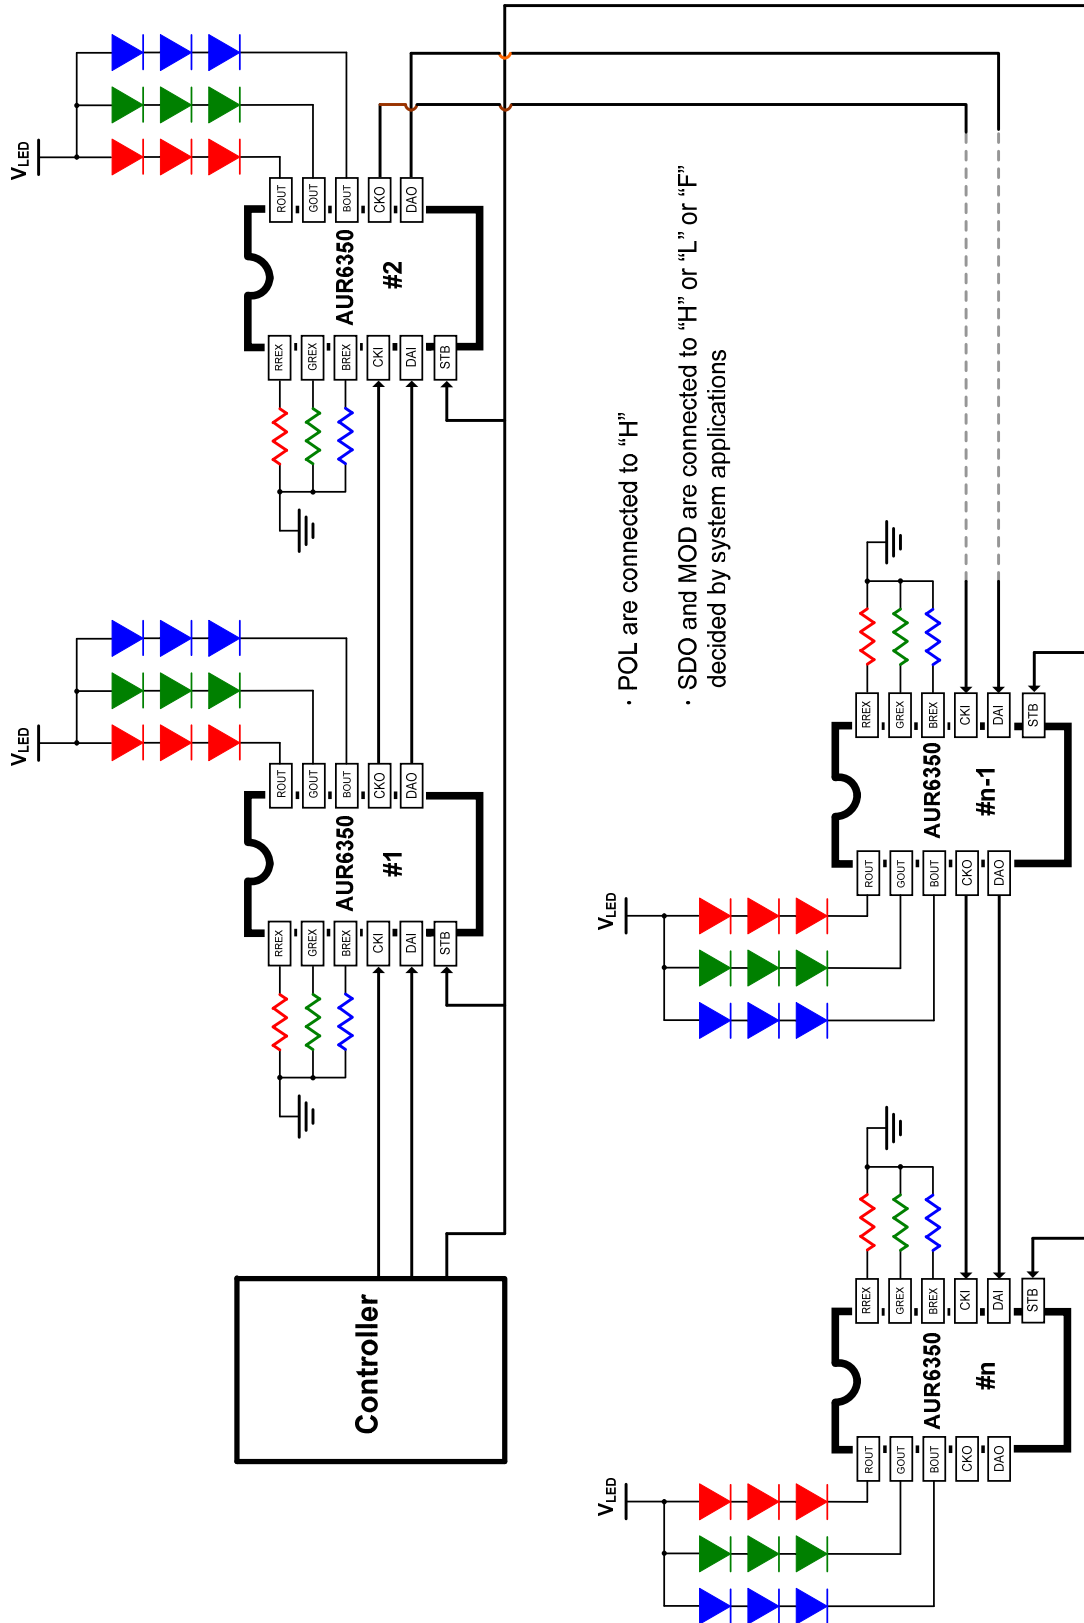 Controller
VLED
RREX
GREX
BREX
CKI
DAI
STB
AUR6350
#1
ROUT
GOUT
BOUT
CKO
DAO
VLED
RREX
GREX
BREX
CKI
DAI
STB
AUR6350
#2
ROUT
GOUT
BOUT
CKO
DAO
· POL are connected to “H”
· SDO and MOD are connected to “H” or “L” or “F”
decided by system applications
VLED
ROUT
GOUT
BOUT
CKO
DAO
AUR6350
#n
RREX
GREX
BREX
CKI
DAI
STB
VLED
ROUT
GOUT
BOUT
CKO
DAO
AUR6350
#n-1
RREX
GREX
BREX
CKI
DAI
STB